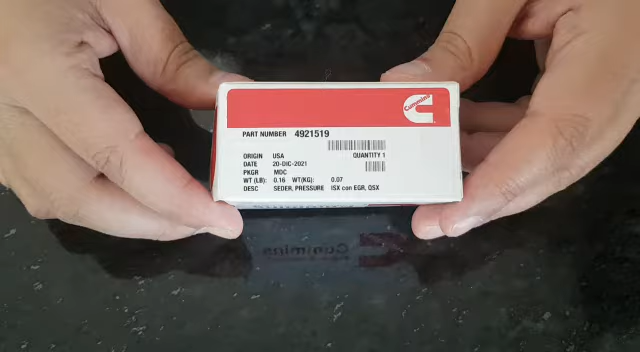 Cummins
PART NUMBER 4921519
ORIGIN USA QUANTITY 1
DATE 20-DIC-2021
PKGR MDC
WT (LB): 0.16 WT(KG): 0.07
DESC SEDER, PRESSURE ISX con EGR, QSX
Cummins